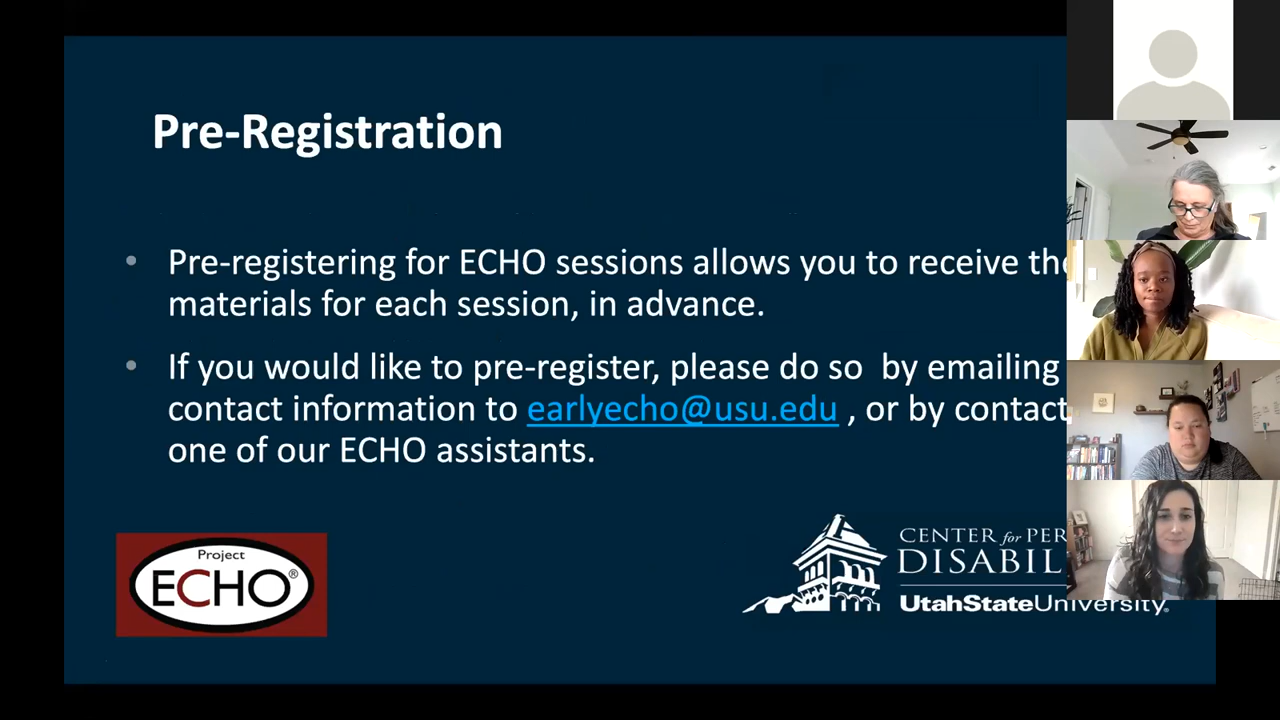 Pre-Registration
• Pre-registering for ECHO sessions allows you to receive the
materials for each session, in advance.
• If you would like to pre-register, please do so by emailing
contact information to earlyecho@usu.edu , or by contact
one of our ECHO assistants.
Project
ECHO®
CENTER for PER
DISABIL
UtahStateUniversity®